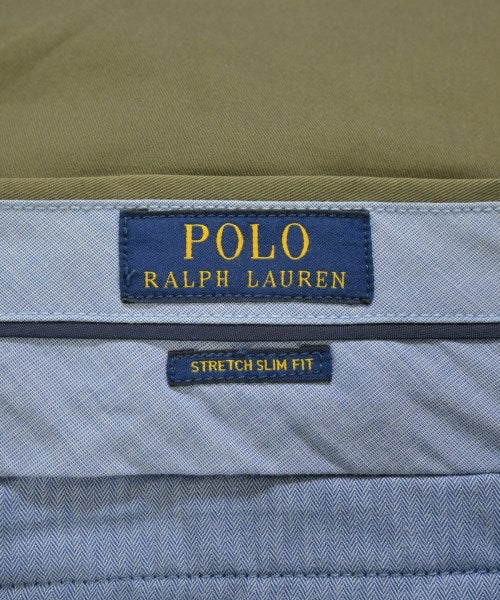 POLO
RALPH LAUREN
STRETCH SLIM FIT